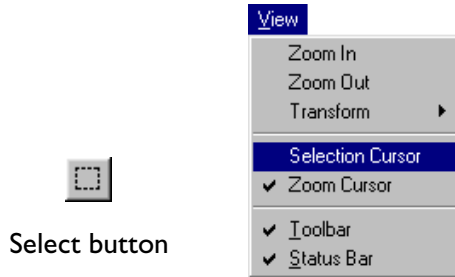 View
Zoom In
Zoom Out
Transform
Selection Cursor
Zoom Cursor
Toolbar
Status Bar
Select button